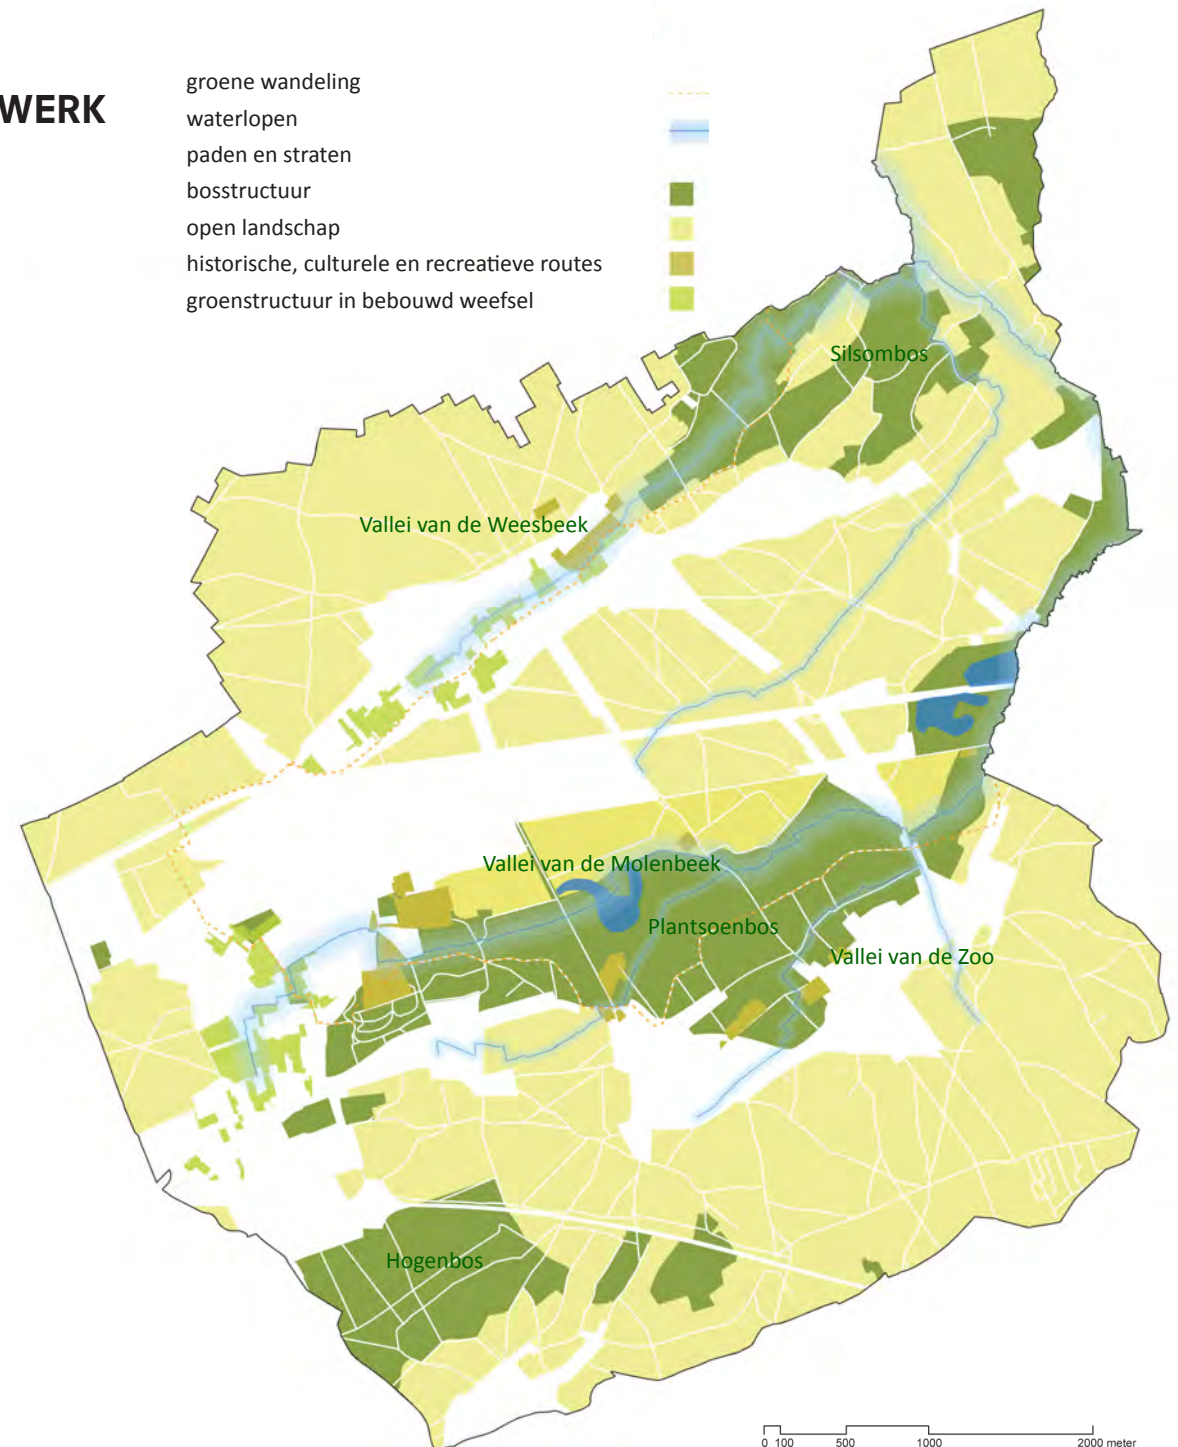 WERK
groene wandeling
waterlopen
paden en straten
bosstructuur
open landschap
historische, culturele en recreatieve routes
groenstructuur in bebouwd weefsel
Silsombos
Vallei van de Weesbeek
Vallei van de Molenbeek
Plantsoenbos
Vallei van de Zoo
Hogenbos
0 100 500 1000 2000 meter